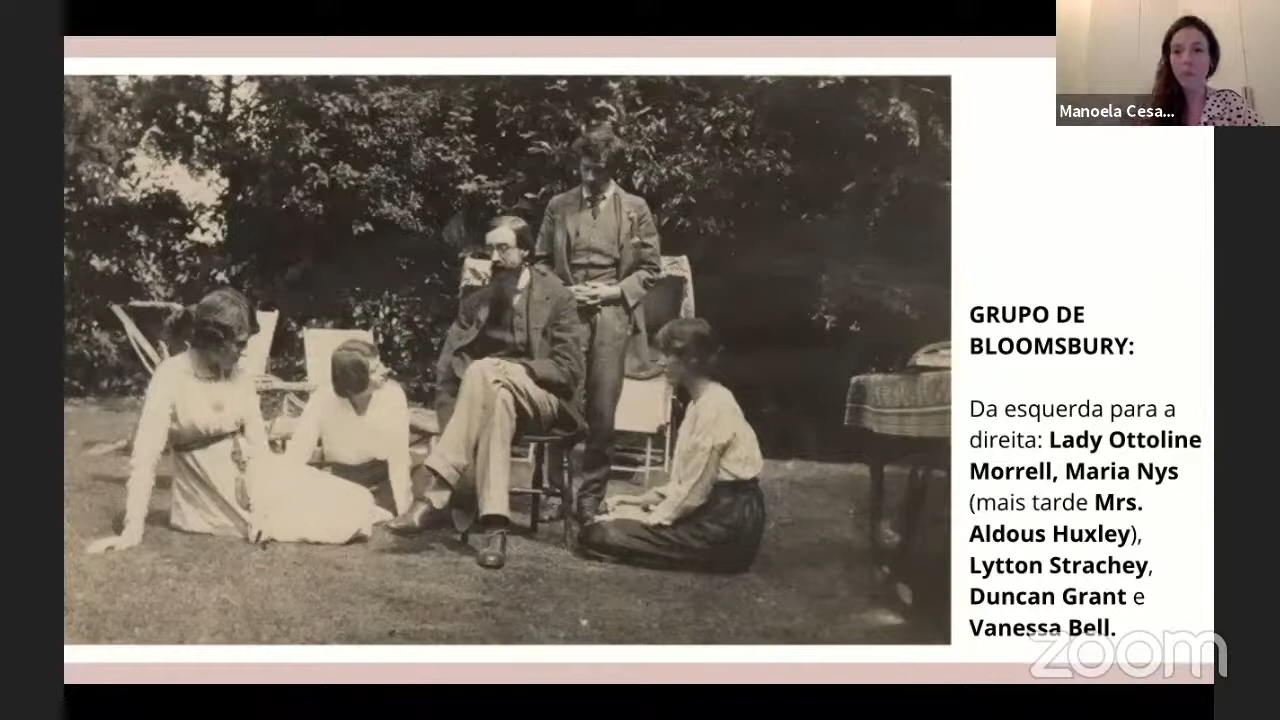 Manoela Cesa...
GRUPO DE
BLOOMSBURY:
Da esquerda para a
direita: Lady Ottoline
Morrell, Maria Nys
(mais tarde Mrs.
Aldous Huxley),
Lytton Strachey,
Duncan Grant e
Vanessa Bell.
zoom